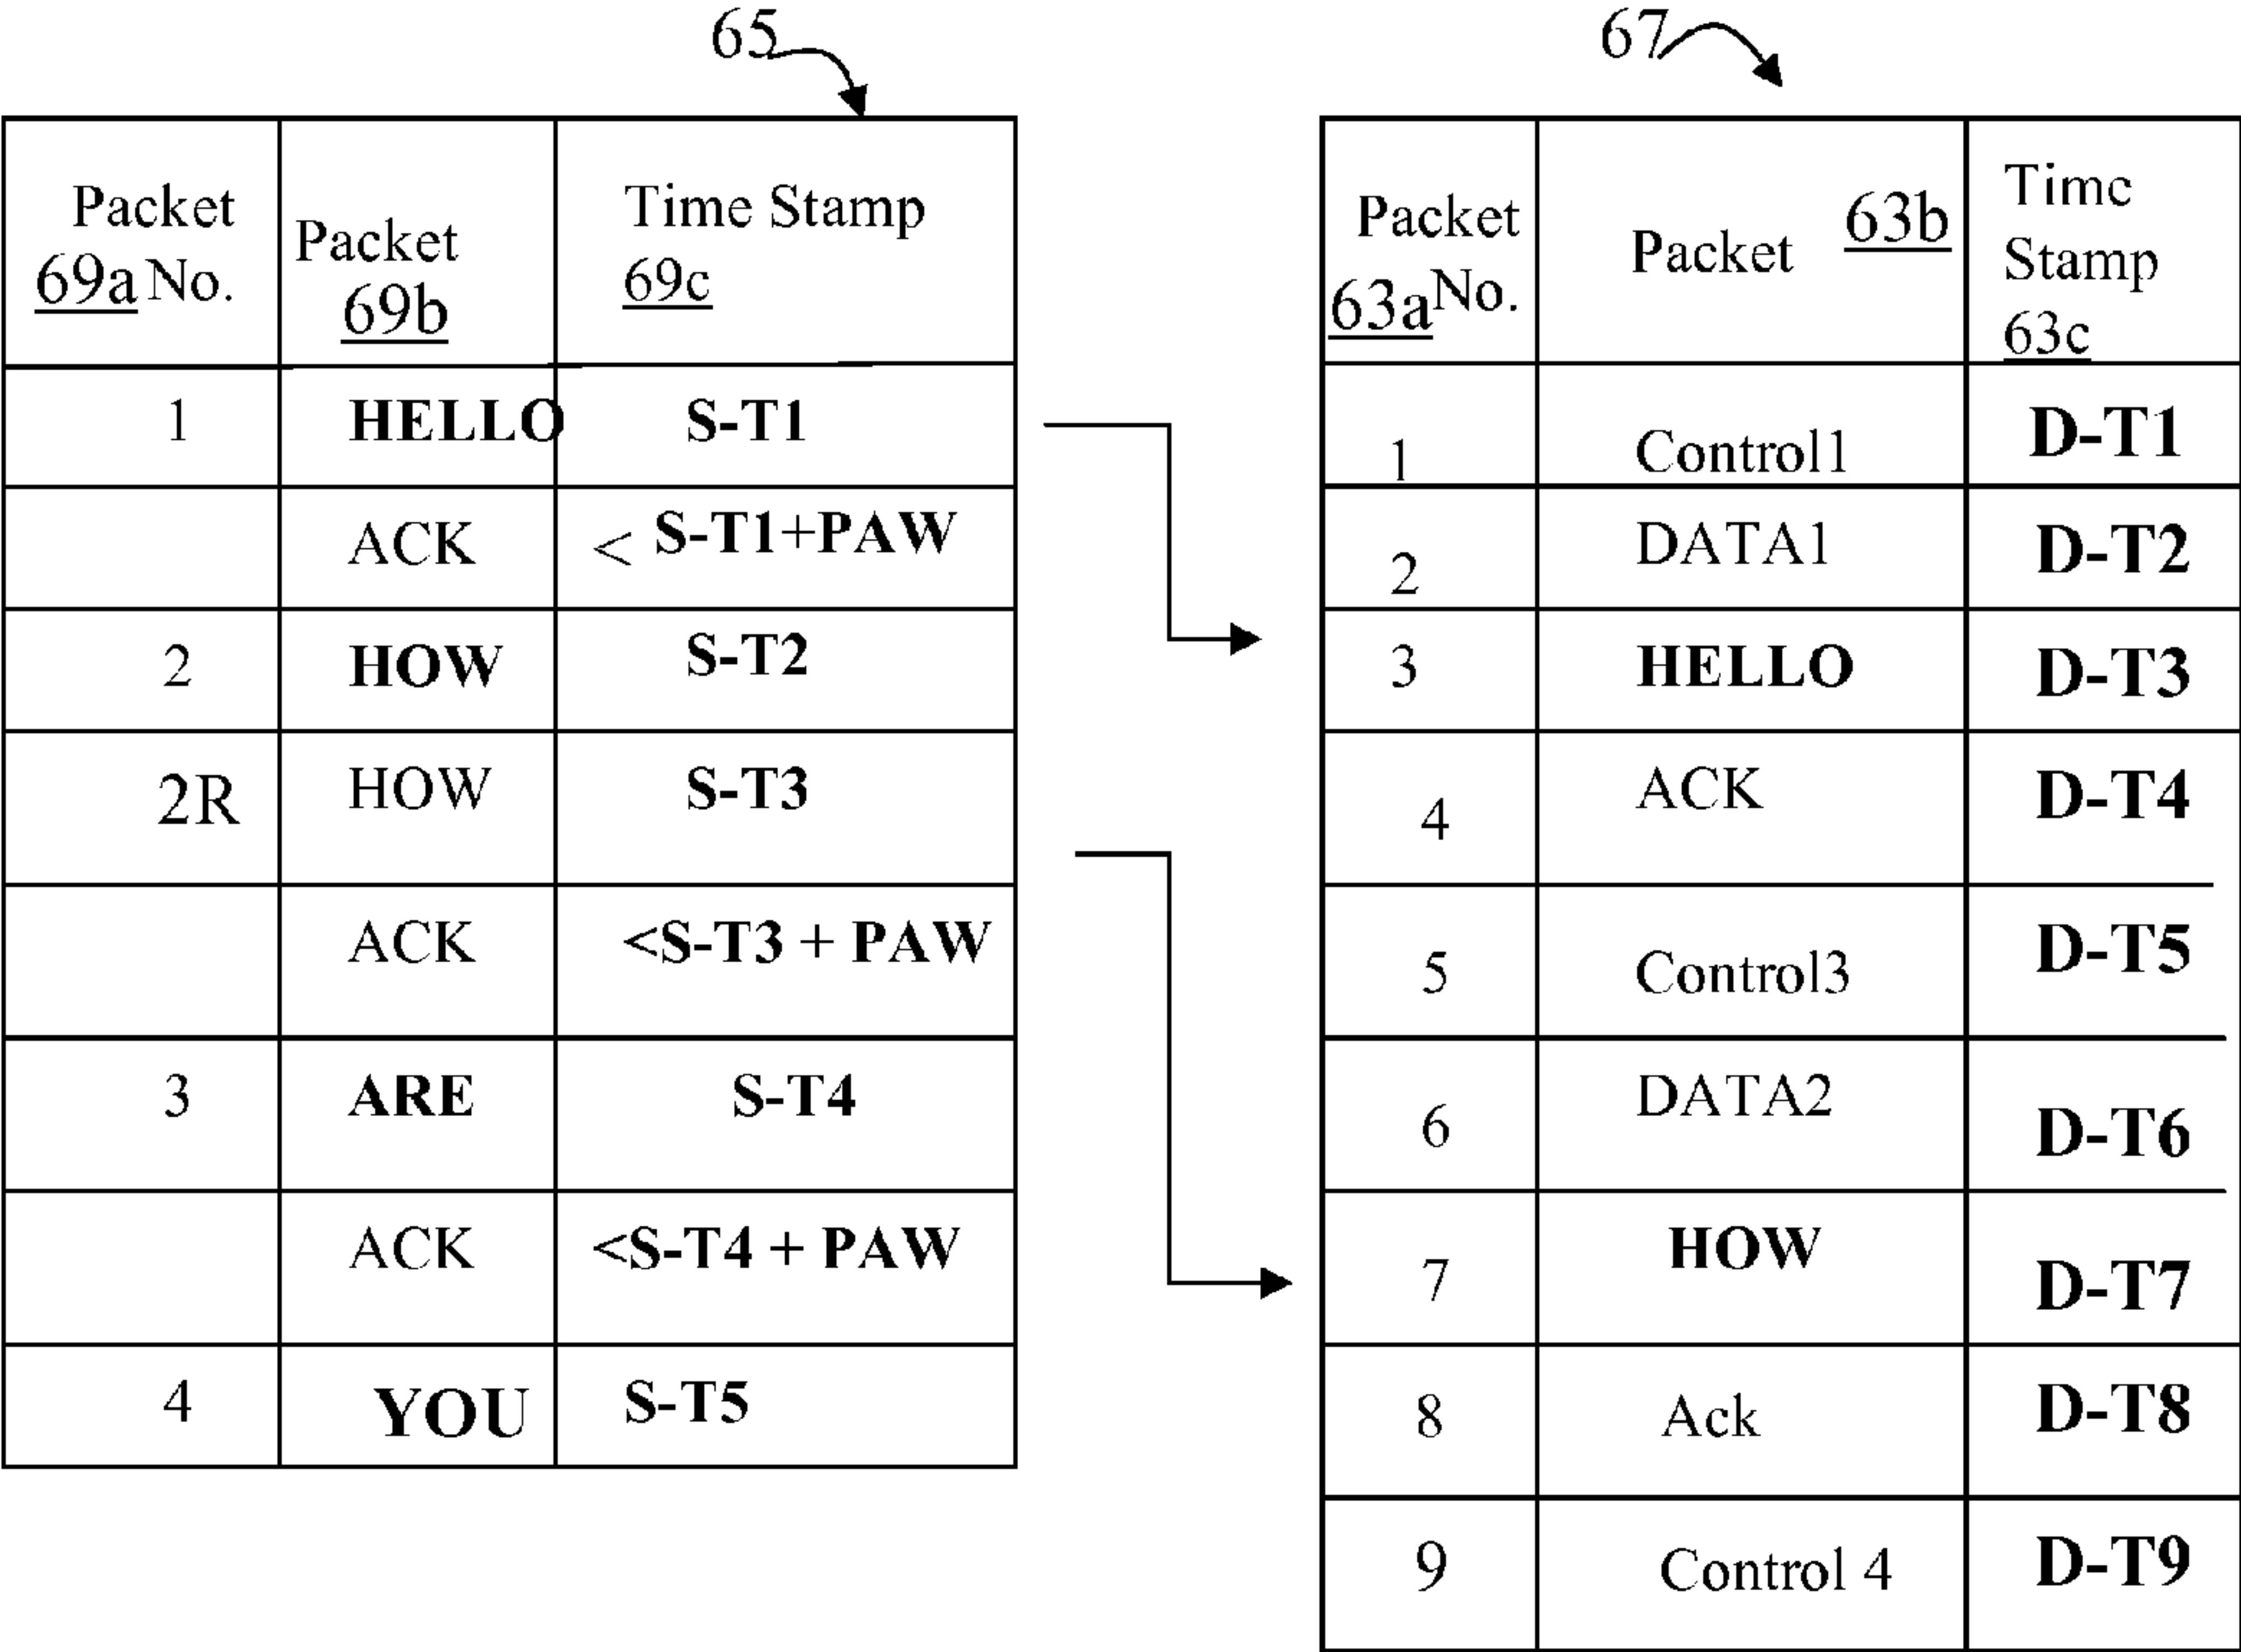 65
67
Packet
69a No.
Packet
69b
Time Stamp
69c
1 HELLO S-T1
ACK < S-T1+PAW
2 HOW S-T2
2R HOW S-T3
ACK <S-T3 + PAW
3 ARE S-T4
ACK <S-T4 + PAW
4 YOU S-T5
Packet
63a No.
Packet 63b
Time
Stamp
63c
1 Control1 D-T1
2 DATA1 D-T2
3 HELLO D-T3
4 ACK D-T4
5 Control3 D-T5
6 DATA2 D-T6
7 HOW D-T7
8 Ack D-T8
9 Control 4 D-T9